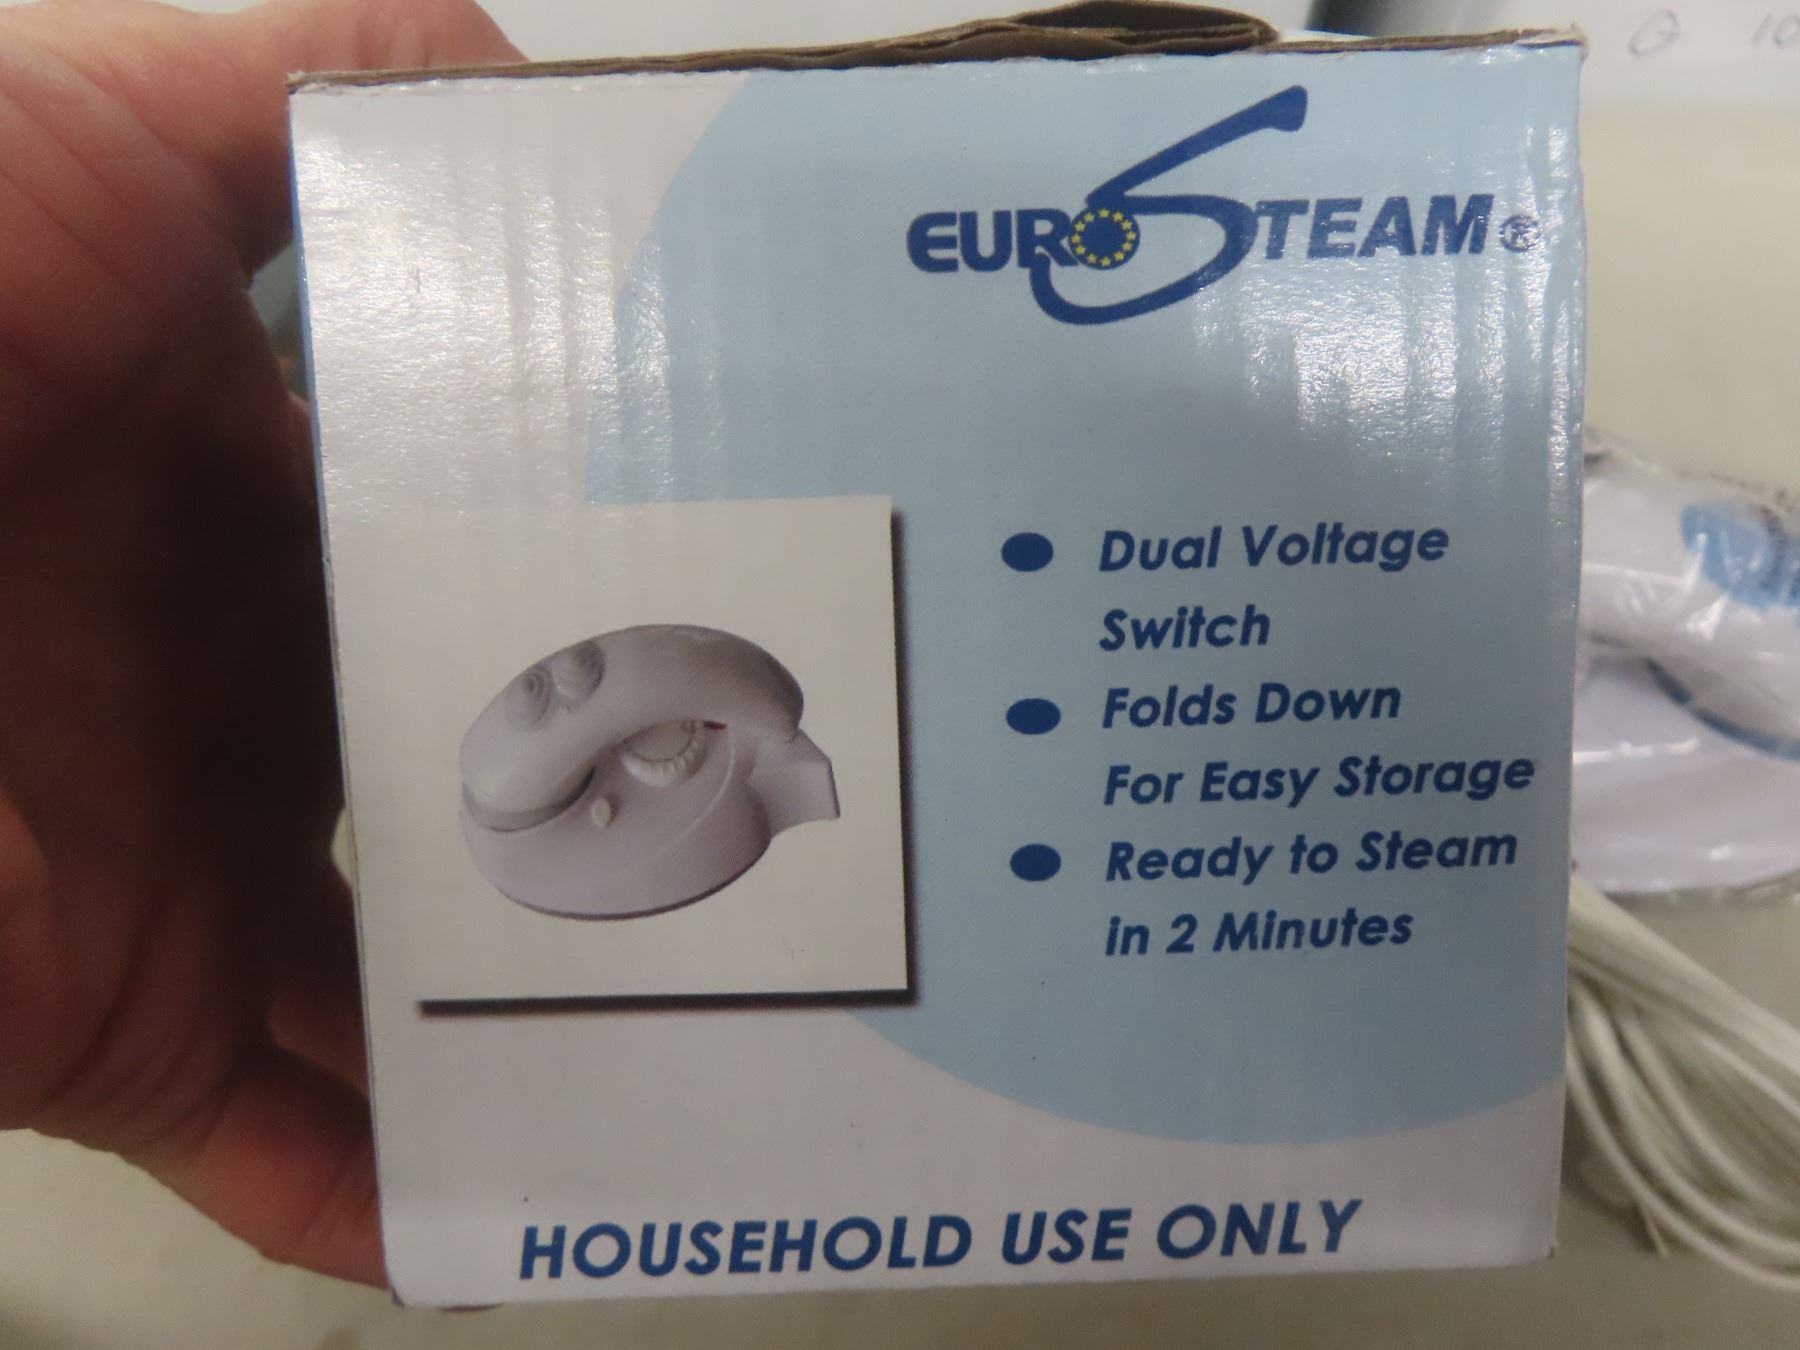 EUROSTEAM®
Dual Voltage
Switch
Folds Down
For Easy Storage
Ready to Steam
in 2 Minutes
HOUSEHOLD USE ONLY